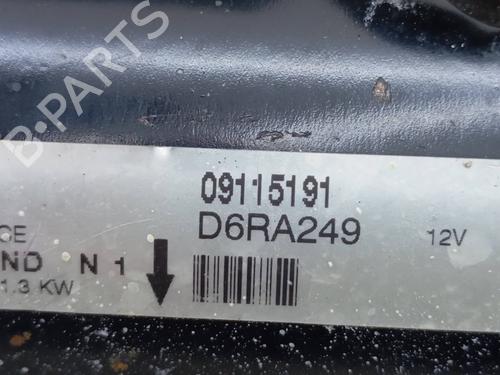 B-PARTS
09115191
CE D6RA249 12V
ND N 1
1.3 KW